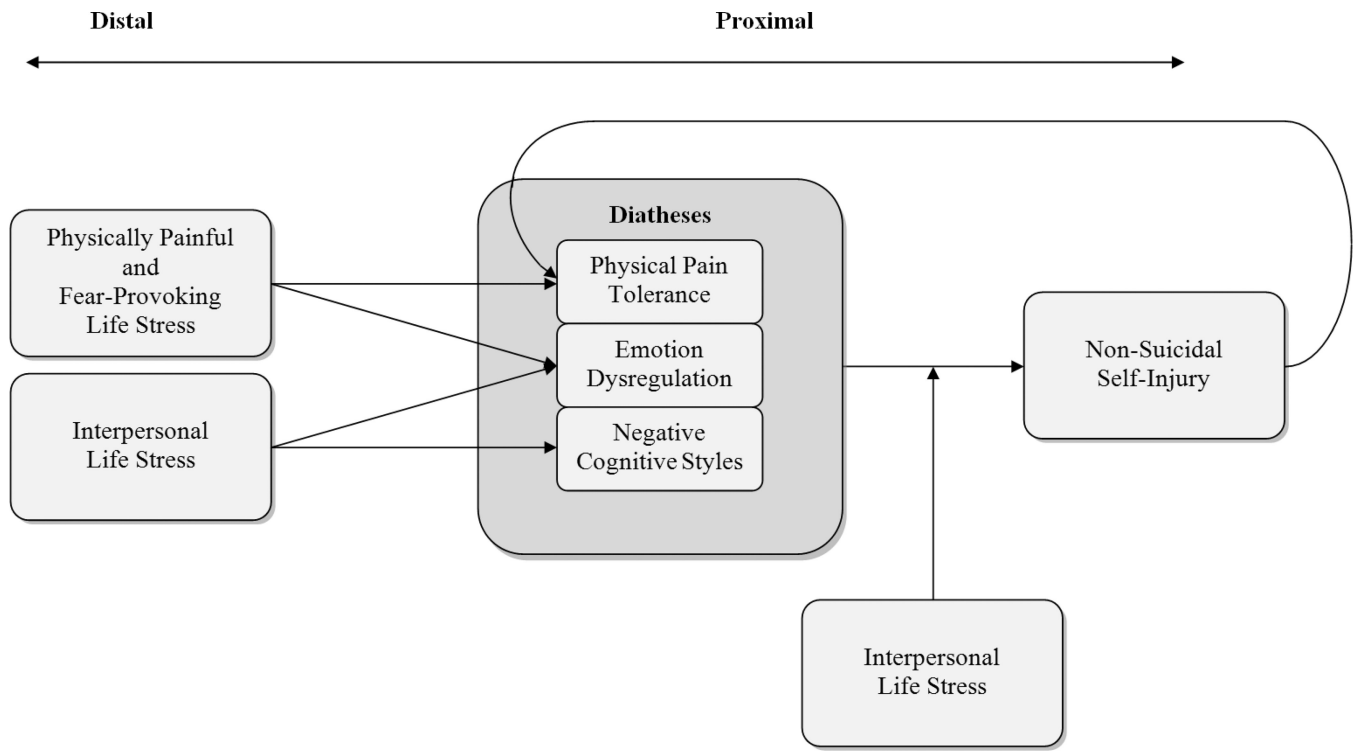 Distal
Proximal
Physically Painful
and
Fear-Provoking
Life Stress
Interpersonal
Life Stress
Diatheses
Physical Pain
Tolerance
Emotion
Dysregulation
Negative
Cognitive Styles
Non-Suicidal
Self-Injury
Interpersonal
Life Stress